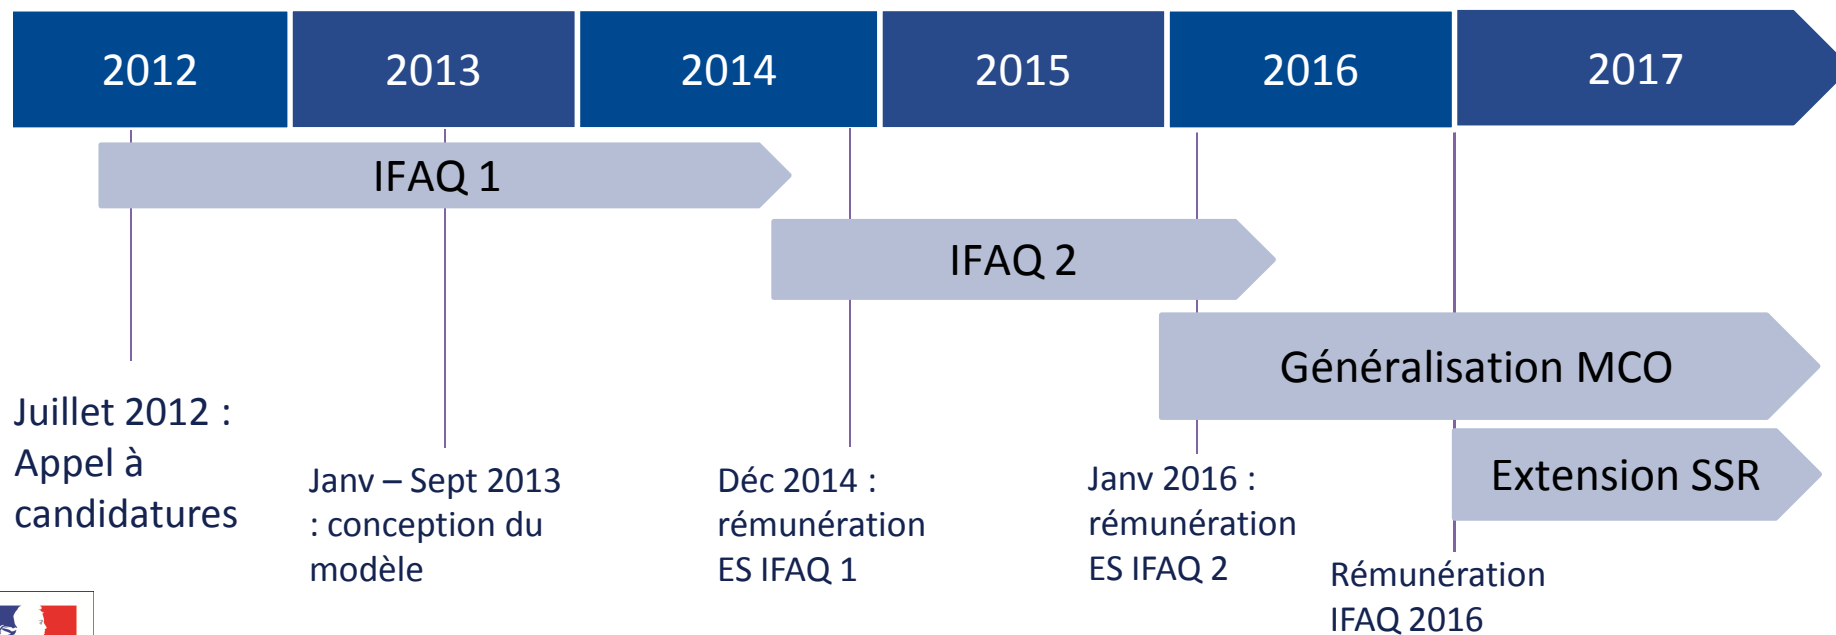 2012
2013
2014
2015
2016
2017
IFAQ 1
IFAQ 2
Généralisation MCO
Extension SSR
Juillet 2012 :
Appel à
candidatures
Janv – Sept 2013
: conception du
modèle
Déc 2014 :
rémunération
ES IFAQ 1
Janv 2016 :
rémunération
ES IFAQ 2
Rémunération
IFAQ 2016